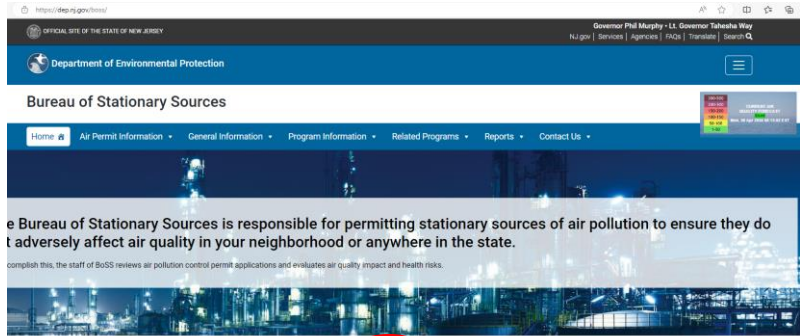 https://dep.nj.gov/boss/
OFFICIAL SITE OF THE STATE OF NEW JERSEY
Governor Phil Murphy • Lt. Governor Tahesha Way
NJ.gov | Services | Agencies | FAQs | Translate | Search
Department of Environmental Protection
Bureau of Stationary Sources
Home
Air Permit Information
General Information
Program Information
Related Programs
Reports
Contact Us
e Bureau of Stationary Sources is responsible for permitting stationary sources of air pollution to ensure they do
t adversely affect air quality in your neighborhood or anywhere in the state.
complish this, the staff of BoSS reviews air pollution control permit applications and evaluates air quality impact and health risks.